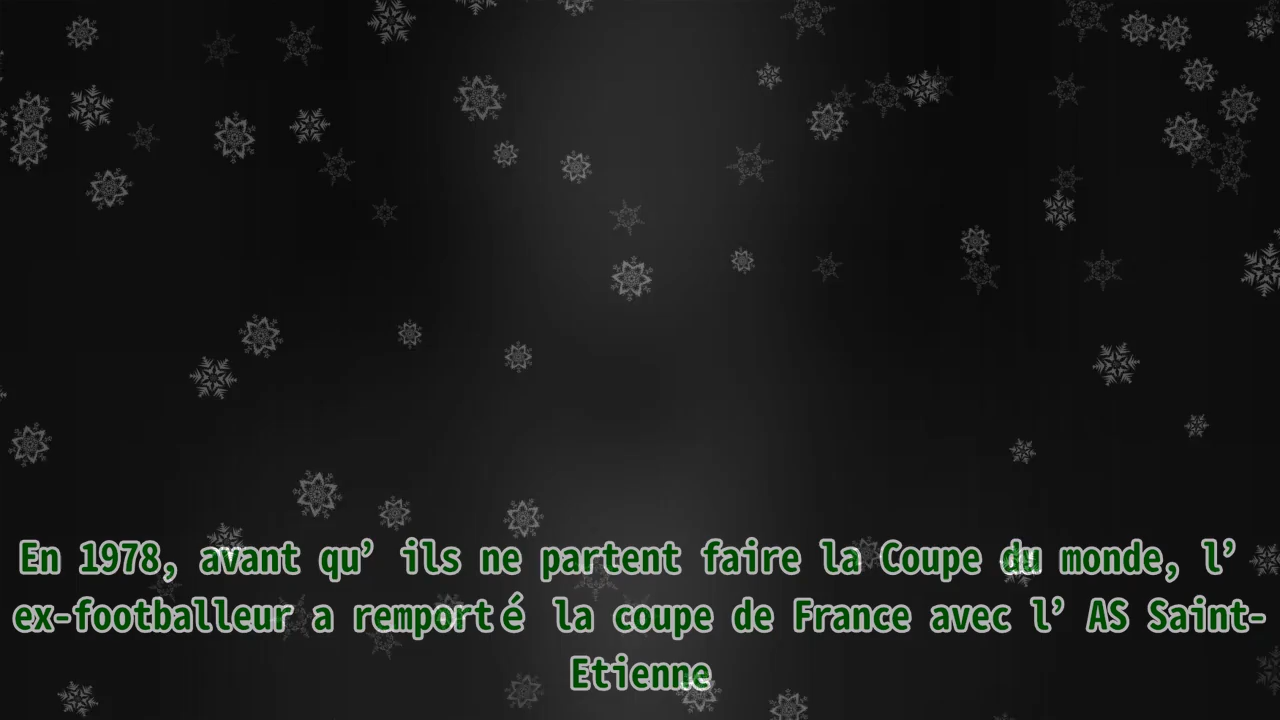 En 1978, avant qu’ ils ne partent faire la Coupe du monde, l’
ex-footballeur a remporté la coupe de France avec l’ AS Saint-
Etienne